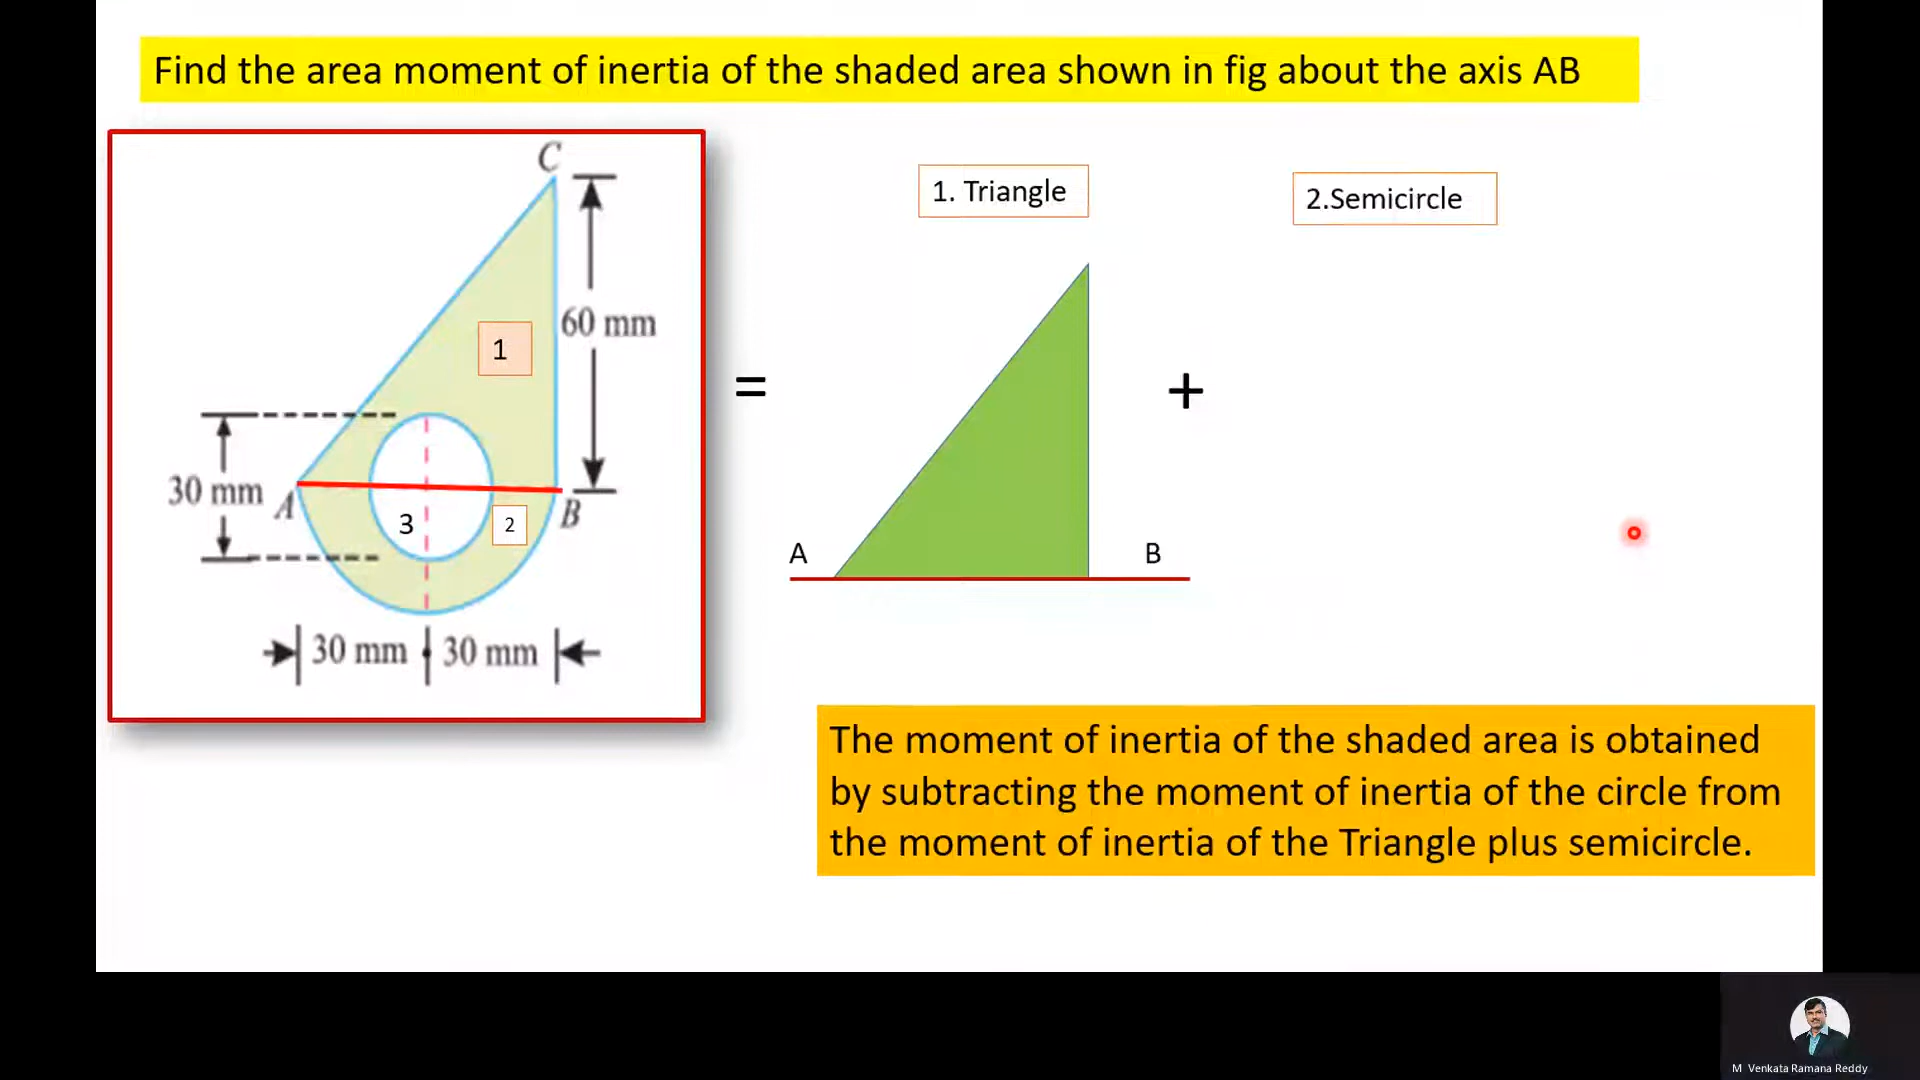 Find the area moment of inertia of the shaded area shown in fig about the axis AB
C
1. Triangle
2.Semicircle
60 mm
1
=
+
30 mm
A
3
2
B
A
B
30 mm
30 mm
The moment of inertia of the shaded area is obtained
by subtracting the moment of inertia of the circle from
the moment of inertia of the Triangle plus semicircle.
M Venkata Ramana Reddy